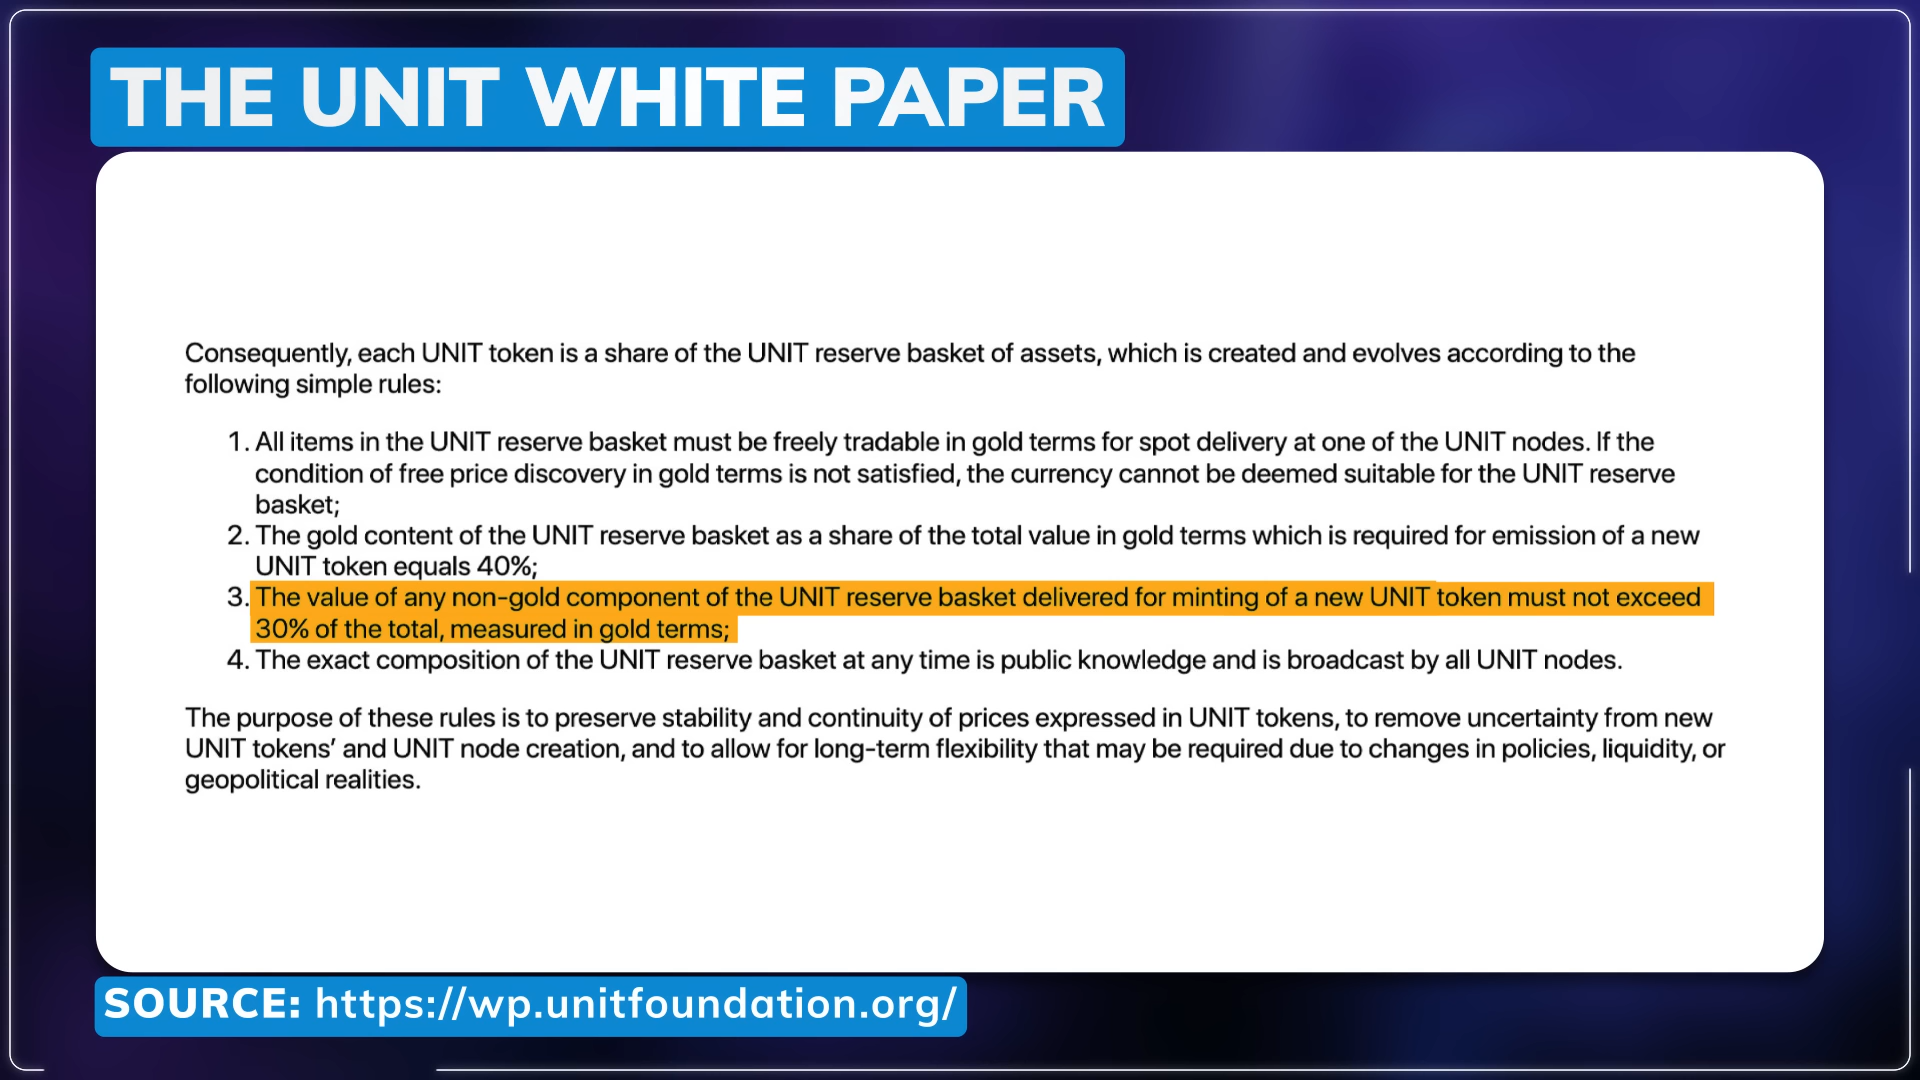 THE UNIT WHITE PAPER
Consequently, each UNIT token is a share of the UNIT reserve basket of assets, which is created and evolves according to the
following simple rules:
1. All items in the UNIT reserve basket must be freely tradable in gold terms for spot delivery at one of the UNIT nodes. If the
condition of free price discovery in gold terms is not satisfied, the currency cannot be deemed suitable for the UNIT reserve
basket;
2. The gold content of the UNIT reserve basket as a share of the total value in gold terms which is required for emission of a new
UNIT token equals 40%;
3. The value of any non-gold component of the UNIT reserve basket delivered for minting of a new UNIT token must not exceed
30% of the total, measured in gold terms;
4. The exact composition of the UNIT reserve basket at any time is public knowledge and is broadcast by all UNIT nodes.
The purpose of these rules is to preserve stability and continuity of prices expressed in UNIT tokens, to remove uncertainty from new
UNIT tokens’ and UNIT node creation, and to allow for long-term flexibility that may be required due to changes in policies, liquidity, or
geopolitical realities.
SOURCE: https://wp.unitfoundation.org/